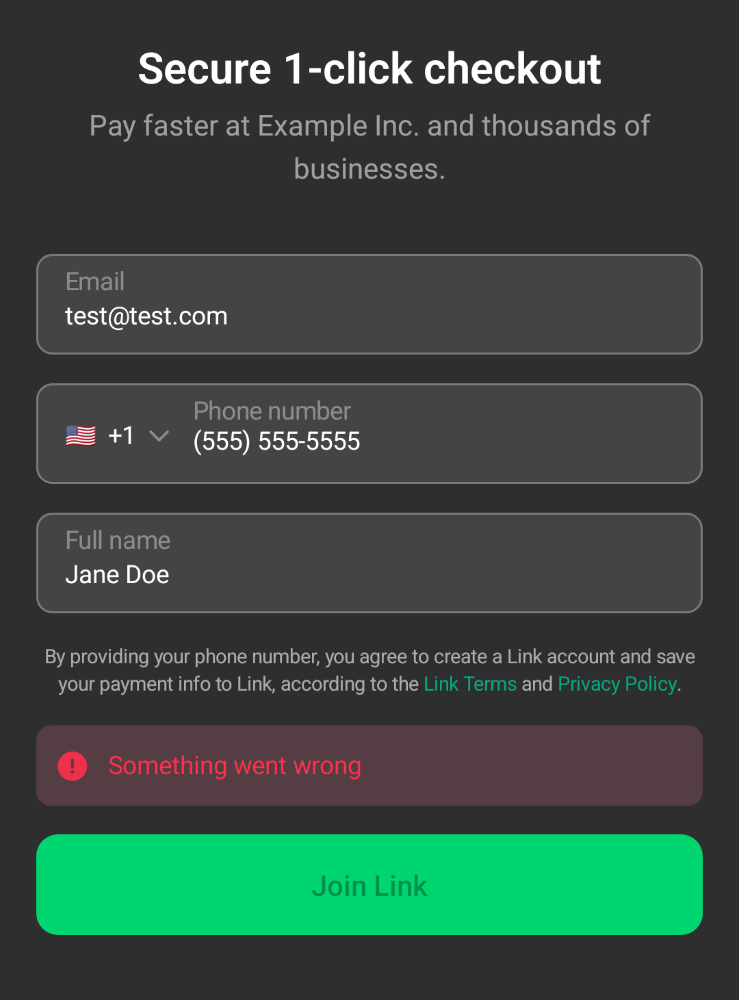 Secure 1-click checkout
Pay faster at Example Inc. and thousands of
businesses.
Email
test@test.com
Phone number
+1 (555) 555-5555
Full name
Jane Doe
By providing your phone number, you agree to create a Link account and save
your payment info to Link, according to the Link Terms and Privacy Policy.
! Something went wrong
Join Link